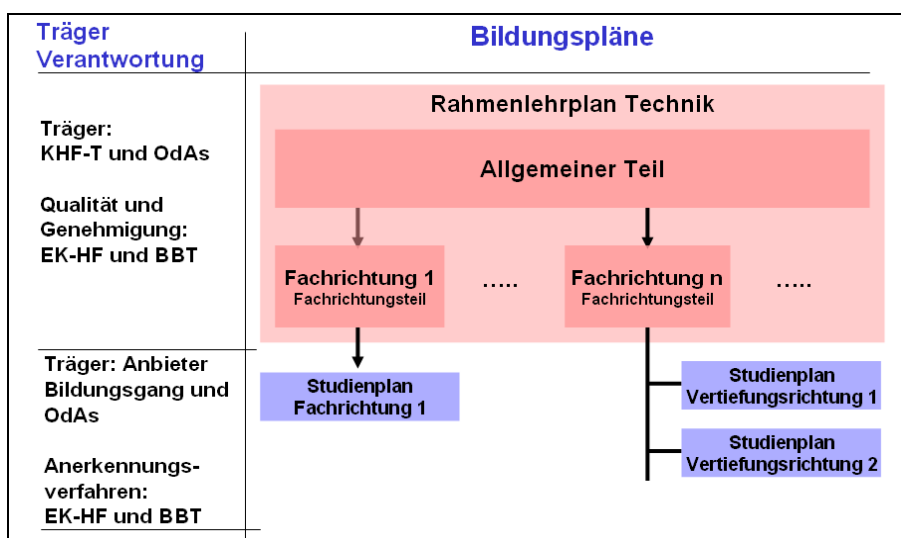 Träger
Verantwortung
Bildungspläne
Träger:
KHF-T und OdAs
Qualität und
Genehmigung:
EK-HF und BBT
Rahmenlehrplan Technik
Allgemeiner Teil
Fachrichtung 1
Fachrichtungsteil
.....
Fachrichtung n
Fachrichtungsteil
.....
Träger: Anbieter
Bildungsgang und
OdAs
Anerkennungs-
verfahren:
EK-HF und BBT
Studienplan
Fachrichtung 1
Studienplan
Vertiefungsrichtung 1
Studienplan
Vertiefungsrichtung 2